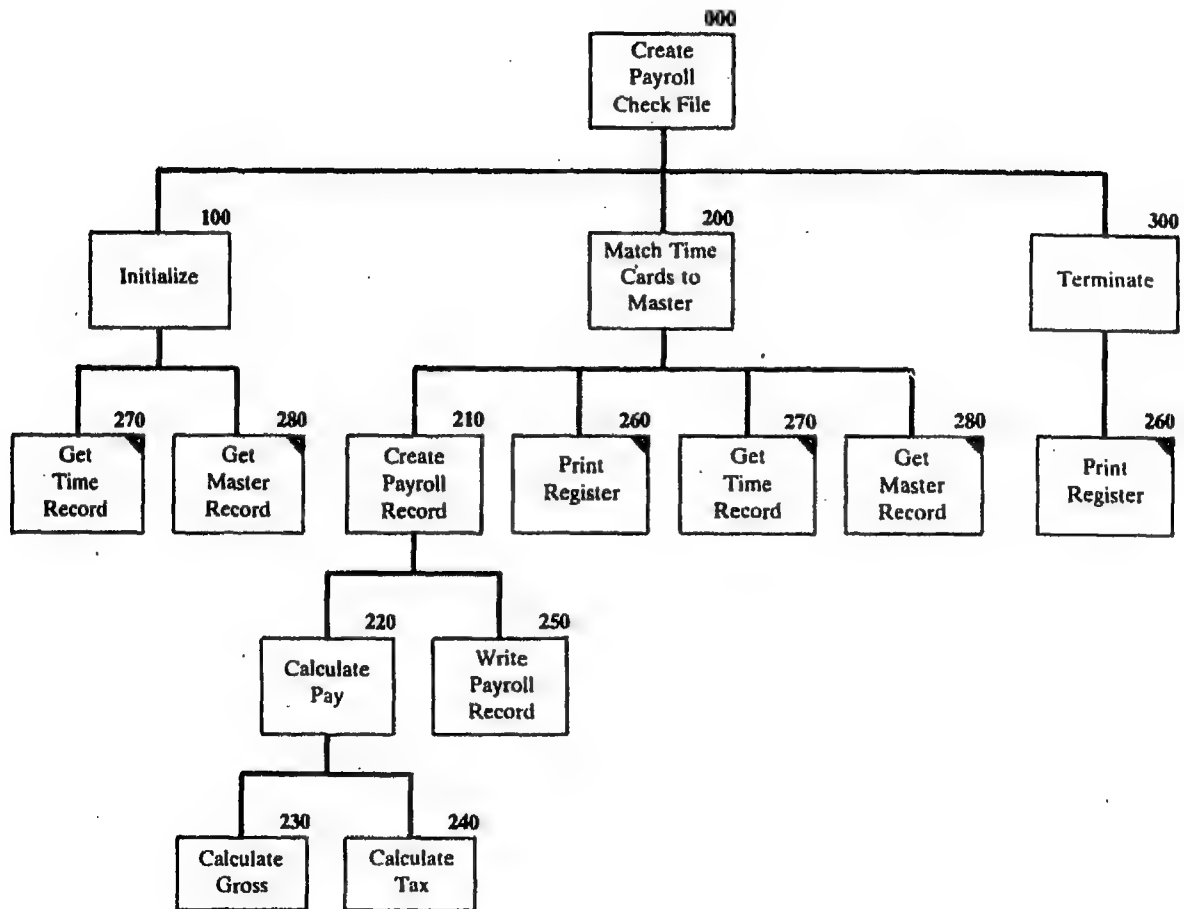 000
Create
Payroll
Check File
100
Initialize
200
Match Time
Cards to
Master
300
Terminate
270
Get
Time
Record
280
Get
Master
Record
210
Create
Payroll
Record
260
Print
Register
270
Get
Time
Record
280
Get
Master
Record
260
Print
Register
220
Calculate
Pay
250
Write
Payroll
Record
230
Calculate
Gross
240
Calculate
Tax